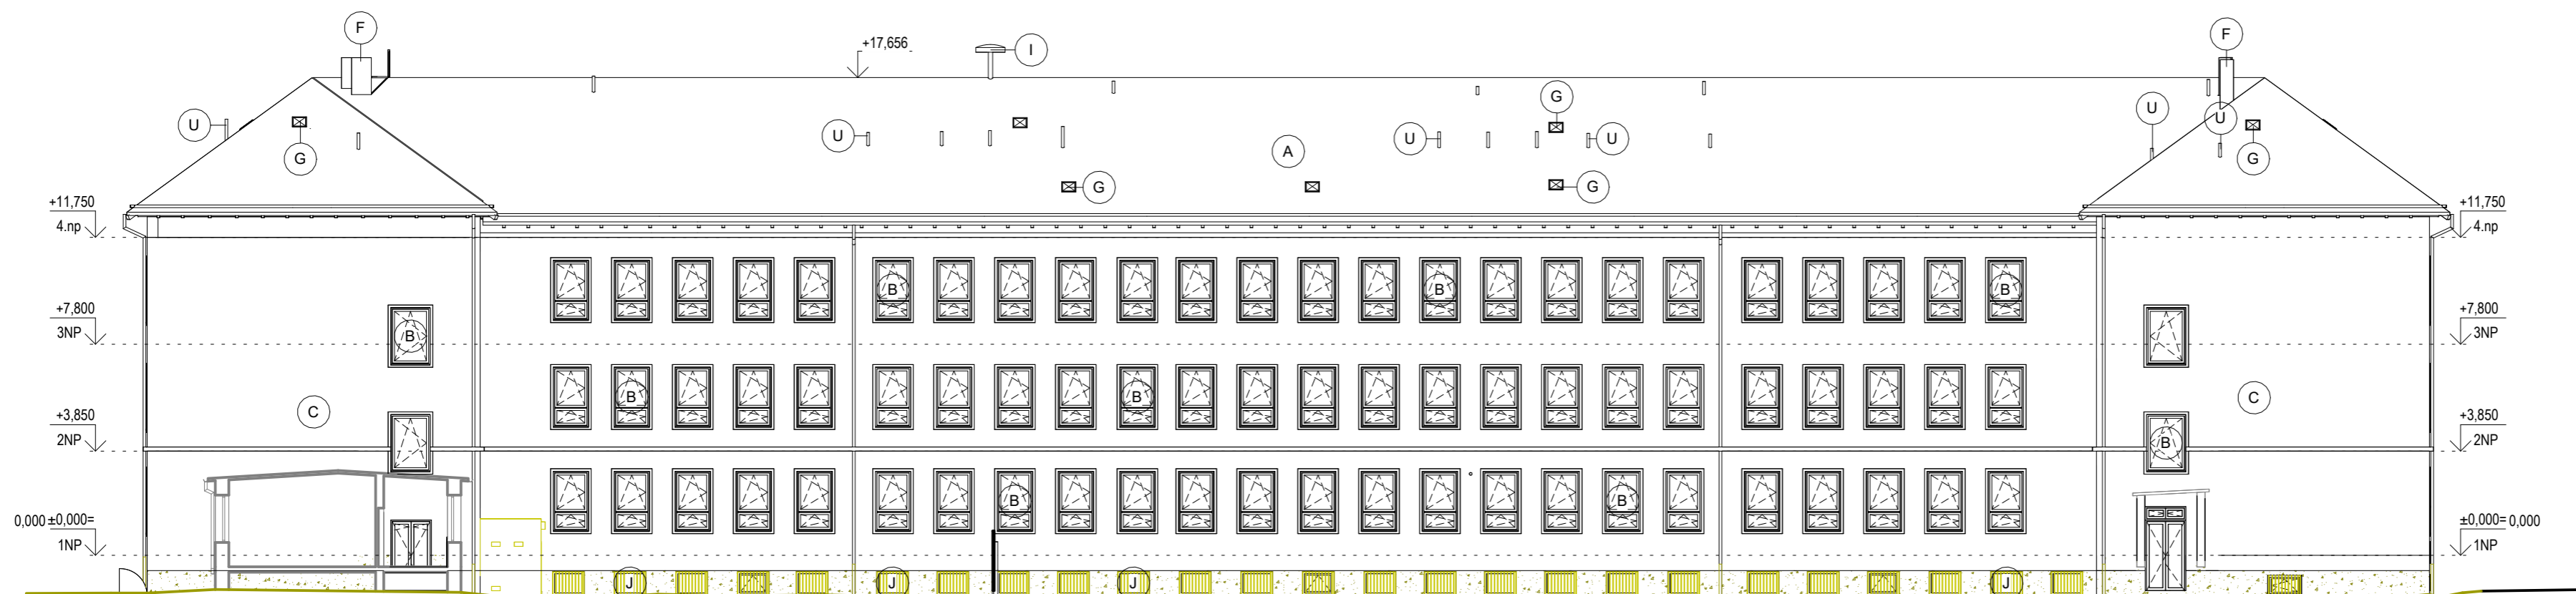 F
F
+17,656
I
G
U
U
U
U
U
U
G
A
G
G
G
G
+11,750
4.np
+11,750
4.np
B
B
B
+7,800
3NP
+7,800
3NP
B
B
B
C
C
+3,850
2NP
+3,850
2NP
B
B
B
0,000 ±0,000=
1NP
±0,000= 0,000
1NP
J
J
J
J